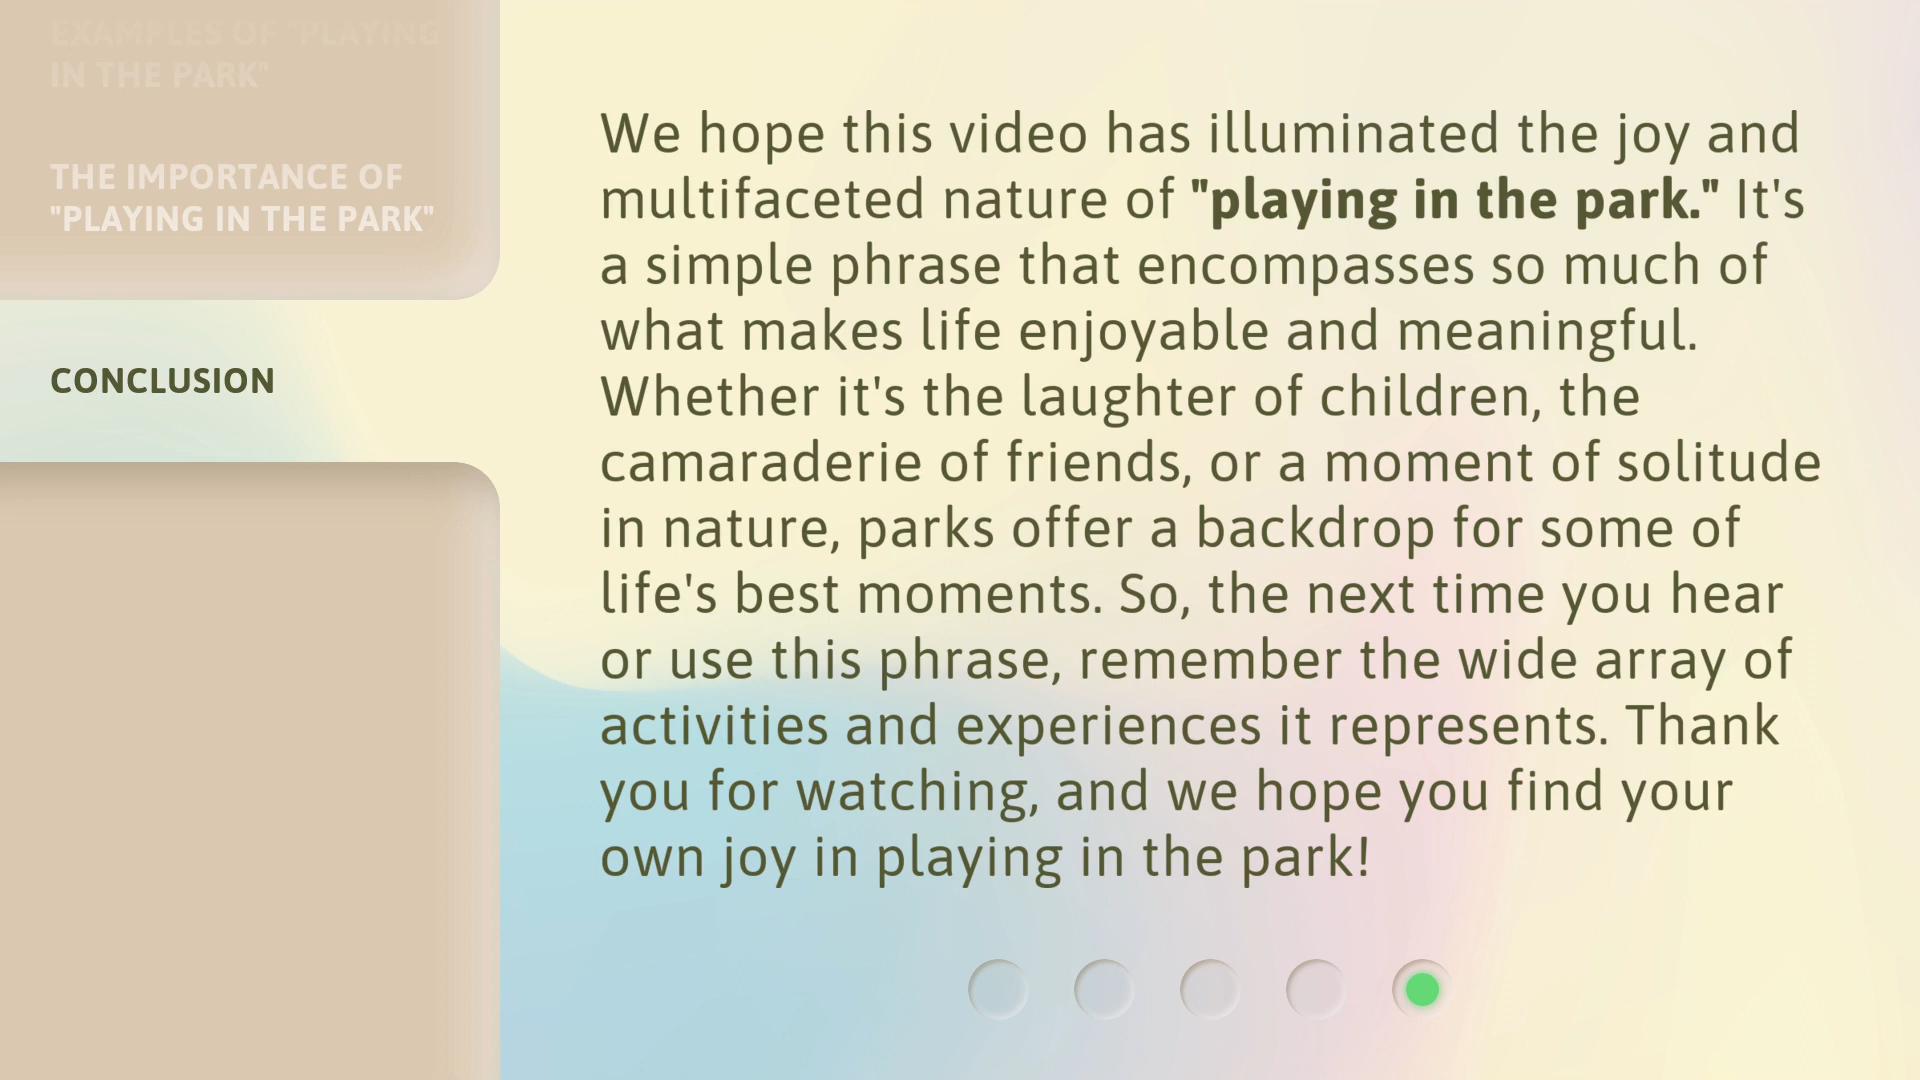 EXAMPLES OF "PLAYING
IN THE PARK"
THE IMPORTANCE OF
"PLAYING IN THE PARK"
CONCLUSION
We hope this video has illuminated the joy and
multifaceted nature of "playing in the park." It's
a simple phrase that encompasses so much of
what makes life enjoyable and meaningful.
Whether it's the laughter of children, the
camaraderie of friends, or a moment of solitude
in nature, parks offer a backdrop for some of
life's best moments. So, the next time you hear
or use this phrase, remember the wide array of
activities and experiences it represents. Thank
you for watching, and we hope you find your
own joy in playing in the park!